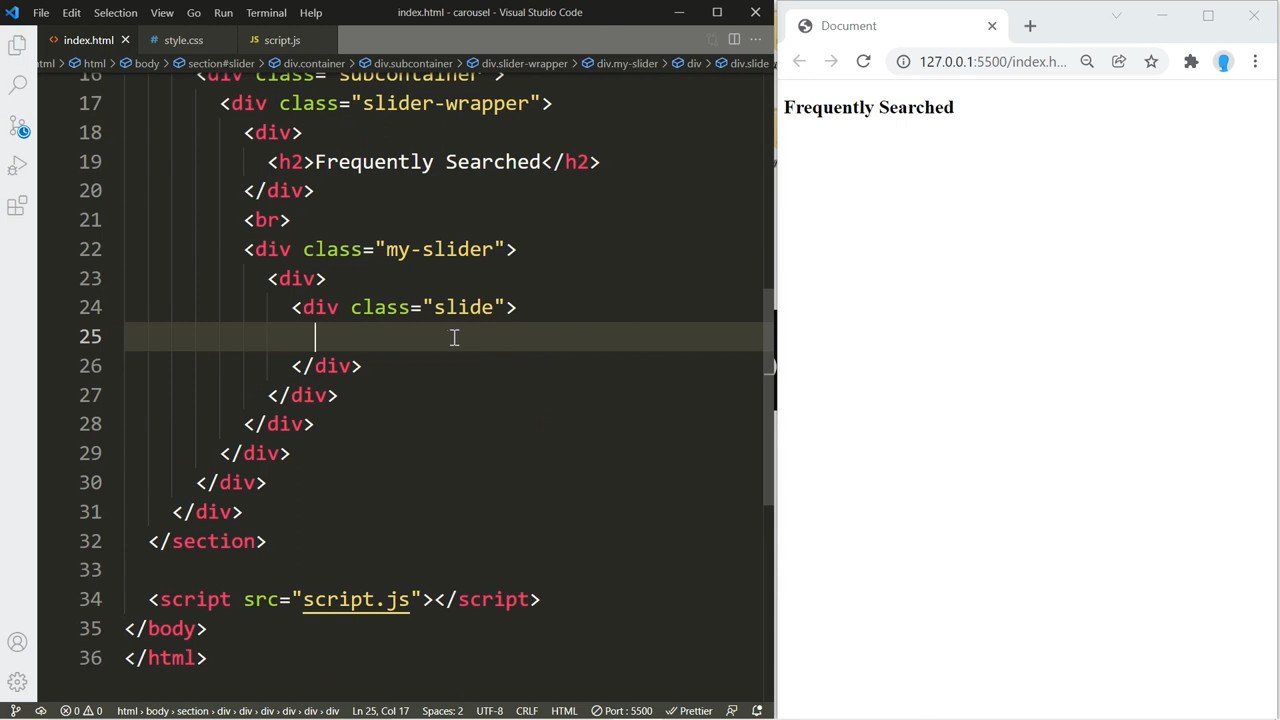 File Edit Selection View Go Run Terminal Help index.html - carousel - Visual Studio Code
index.html style.css script.js
html > body > section#slider > div.container > div.subcontainer > div.slider-wrapper > div.my-slider > div > div.slide
16 <div class="subcontainer">
17 <div class="slider-wrapper">
18 <div>
19 <h2>Frequently Searched</h2>
20 </div>
21 <br>
22 <div class="my-slider">
23 <div>
24 <div class="slide">
25
26 </div>
27 </div>
28 </div>
29 </div>
30 </div>
31 </div>
32 </section>
33
34 <script src="script.js"></script>
35 </body>
36 </html>
0 0 html > body > section > div > div > div > div > div > div Ln 25, Col 17 Spaces: 2 UTF-8 CRLF HTML Port : 5500 Prettier
Document
127.0.0.1:5500/index.h...
Frequently Searched